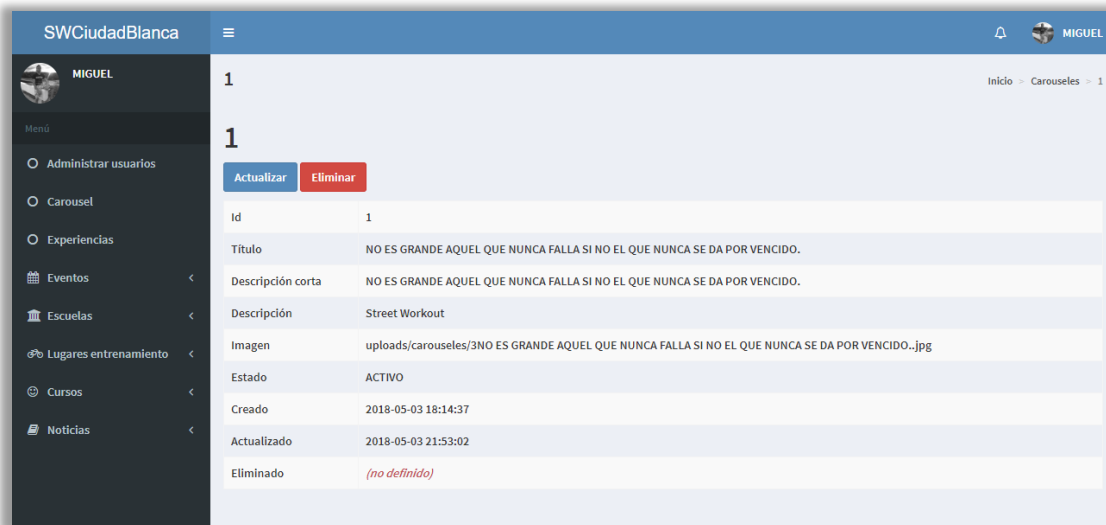 SWCiudadBlanca
MIGUEL
MIGUEL
1
Inicio > Carouseles > 1
Menú
Administrar usuarios
Carousel
Experiencias
Eventos
Escuelas
Lugares entrenamiento
Cursos
Noticias
1
Actualizar Eliminar
Id 1
Título NO ES GRANDE AQUEL QUE NUNCA FALLA SI NO EL QUE NUNCA SE DA POR VENCIDO.
Descripción corta NO ES GRANDE AQUEL QUE NUNCA FALLA SI NO EL QUE NUNCA SE DA POR VENCIDO.
Descripción Street Workout
Imagen uploads/carouseles/3NO ES GRANDE AQUEL QUE NUNCA FALLA SI NO EL QUE NUNCA SE DA POR VENCIDO..jpg
Estado ACTIVO
Creado 2018-05-03 18:14:37
Actualizado 2018-05-03 21:53:02
Eliminado (no definido)